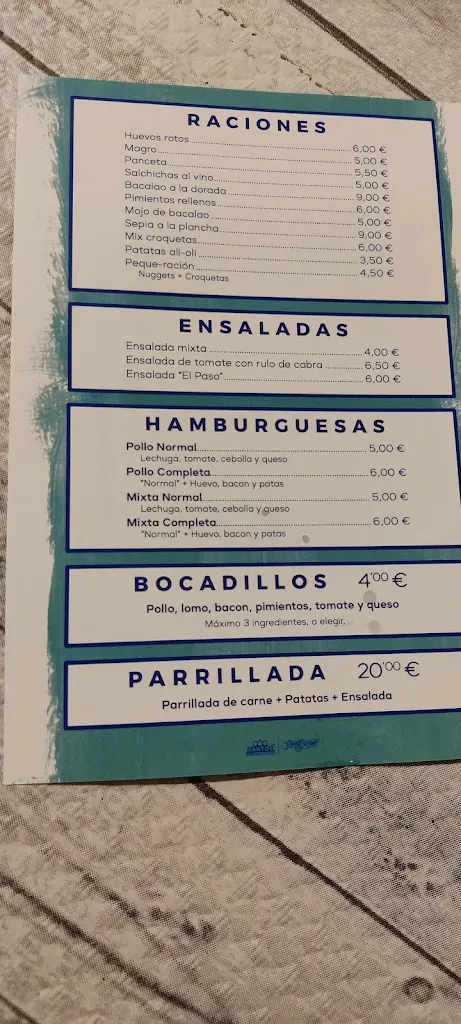 RACIONES
Huevos rotos 6,00 €
Magro 5,00 €
Panceta 5,50 €
Salchichas al vino 5,00 €
Bacalao a la dorada 9,00 €
Pimientos rellenos 6,00 €
Mojo de bacalao 5,00 €
Sepia a la plancha 9,00 €
Mix croquetas 6,00 €
Patatas ali-oli 3,50 €
Peque-ración 4,50 €
Nuggets + Croquetas
ENSALADAS
Ensalada mixta 4,00 €
Ensalada de tomate con rulo de cabra 6,50 €
Ensalada "El Paso" 6,00 €
HAMBURGUESAS
Pollo Normal 5,00 €
Lechuga, tomate, cebolla y queso
Pollo Completa 6,00 €
"Normal" + Huevo, bacon y patas
Mixta Normal 5,00 €
Lechuga, tomate, cebolla y queso
Mixta Completa 6,00 €
"Normal" + Huevo, bacon y patas
BOCADILLOS 4'00 €
Pollo, lomo, bacon, pimientos, tomate y queso
Máximo 3 ingredientes, a elegir.
PARRILLADA 20'00 €
Parrillada de carne + Patatas + Ensalada